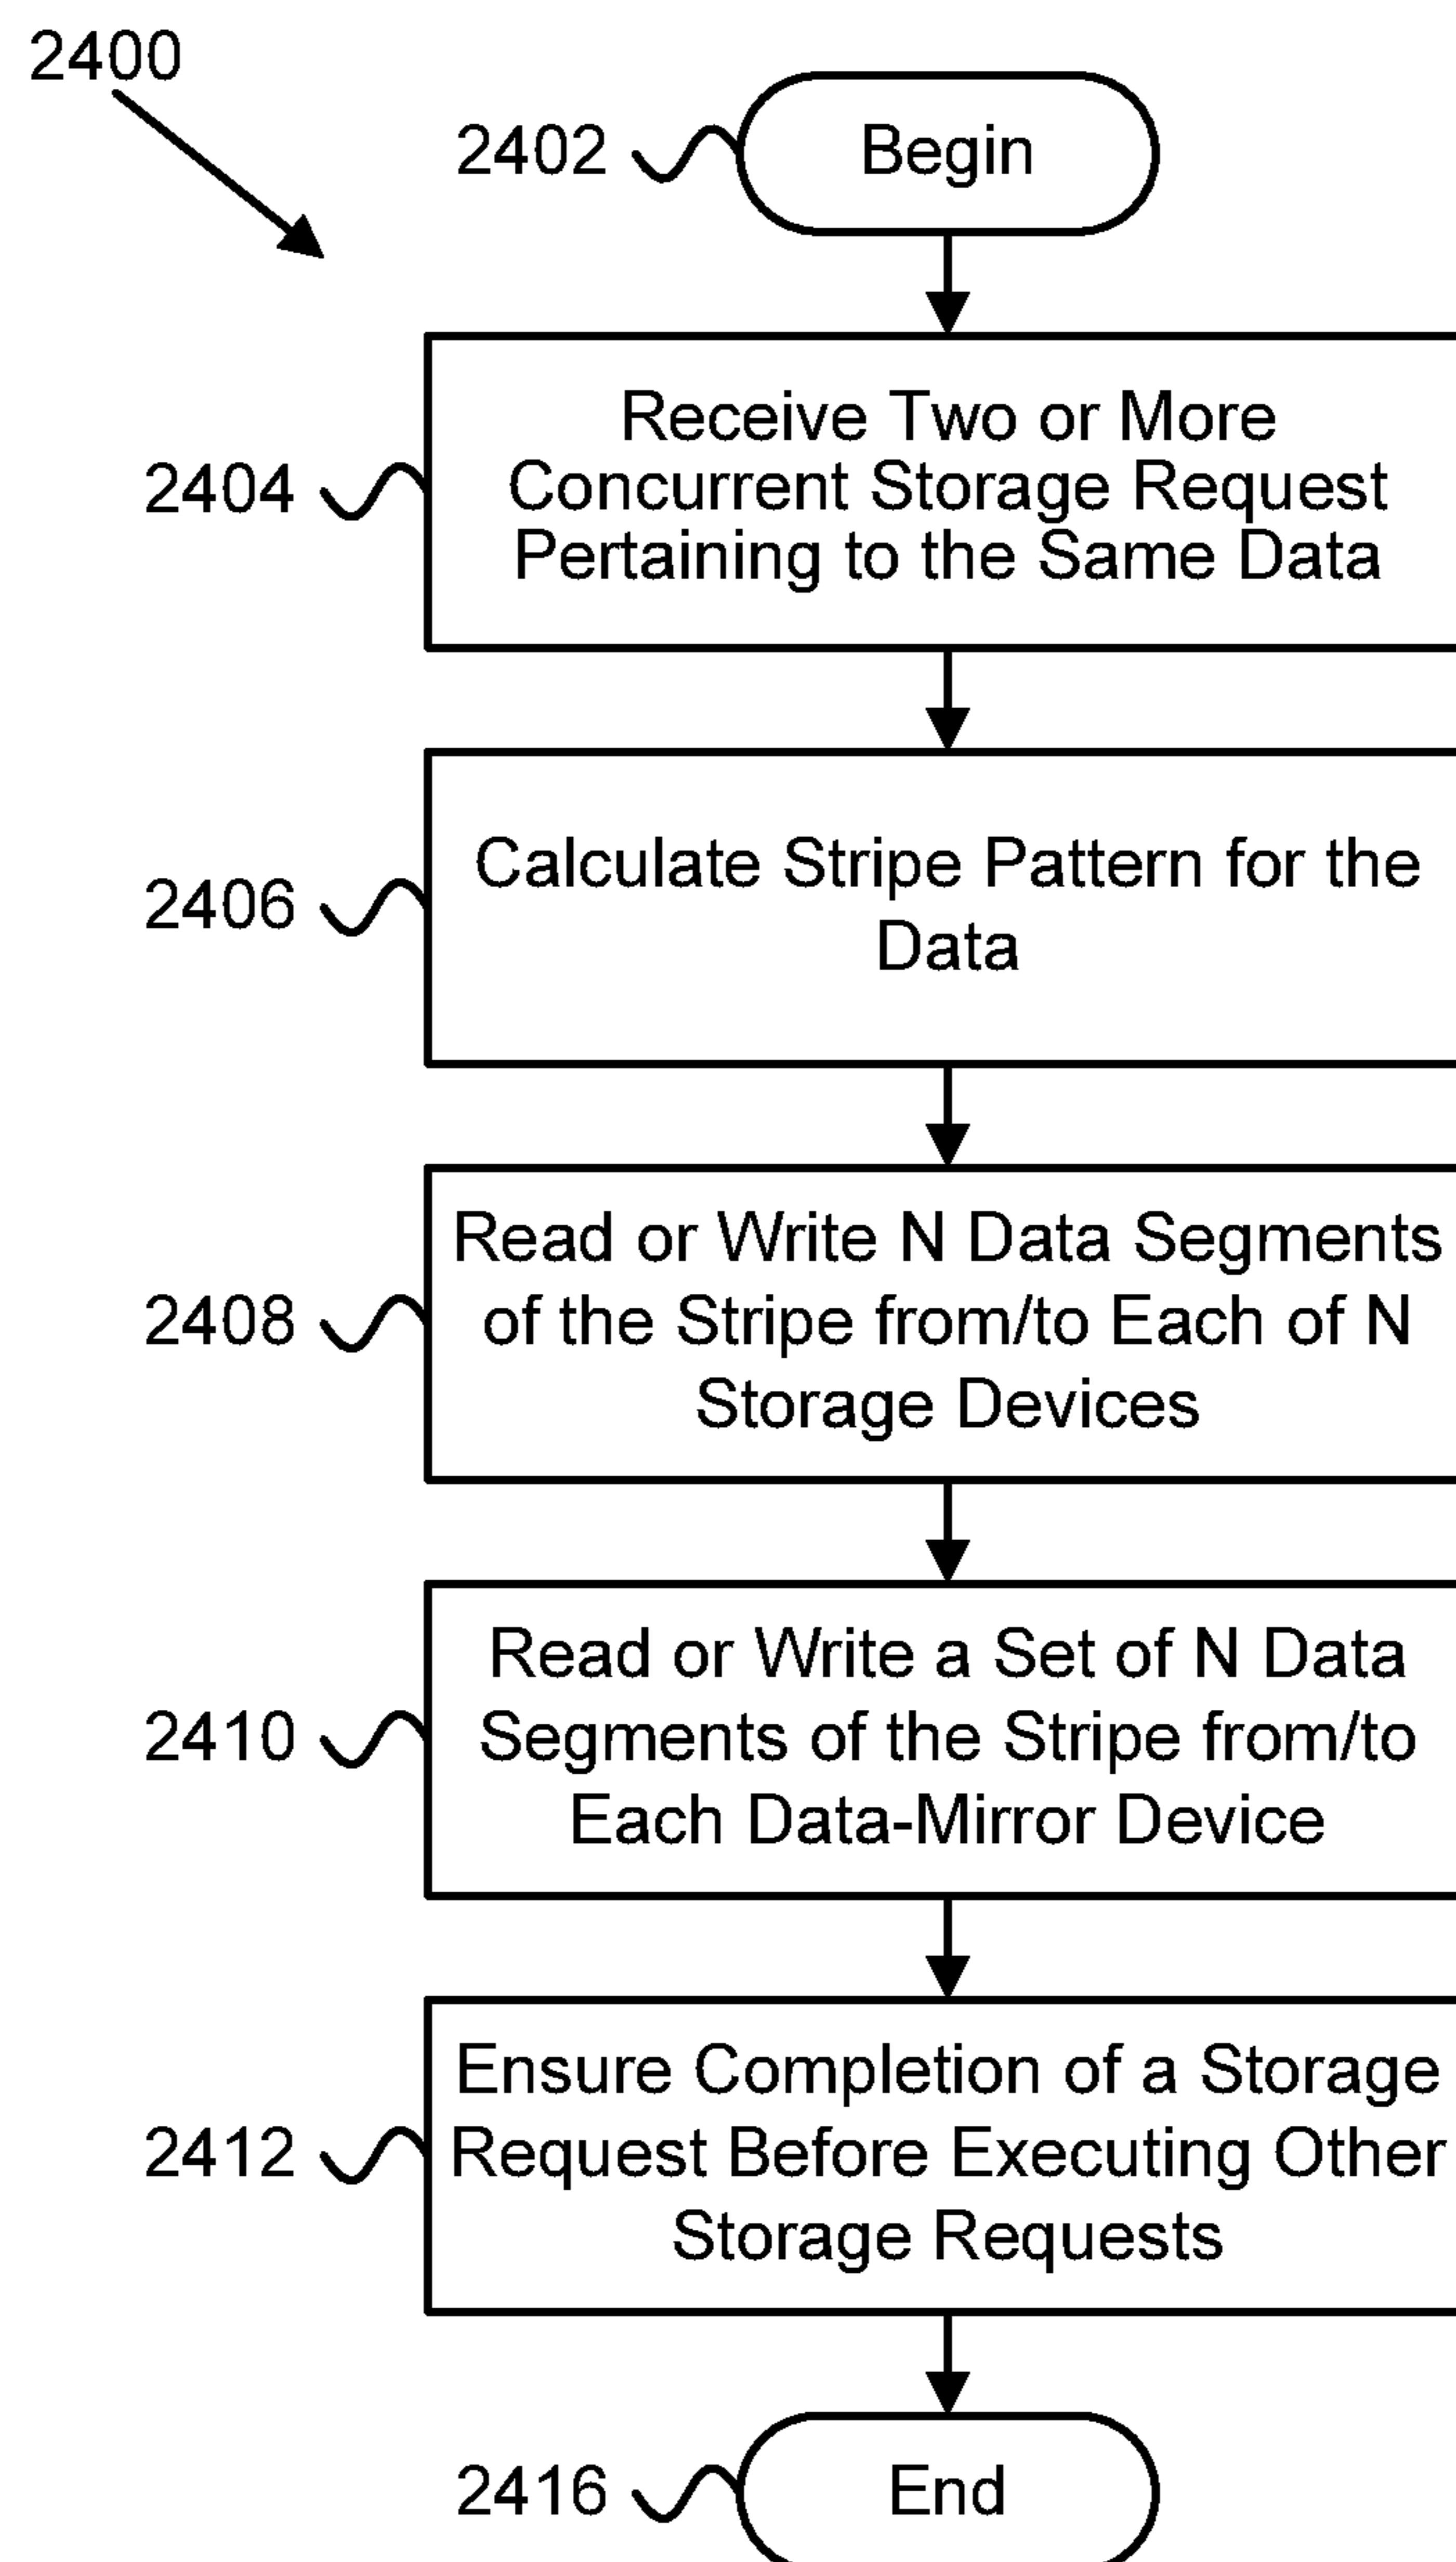 2400
2402
Begin
2404
Receive Two or More
Concurrent Storage Request
Pertaining to the Same Data
2406
Calculate Stripe Pattern for the
Data
2408
Read or Write N Data Segments
of the Stripe from/to Each of N
Storage Devices
2410
Read or Write a Set of N Data
Segments of the Stripe from/to
Each Data-Mirror Device
2412
Ensure Completion of a Storage
Request Before Executing Other
Storage Requests
2416
End